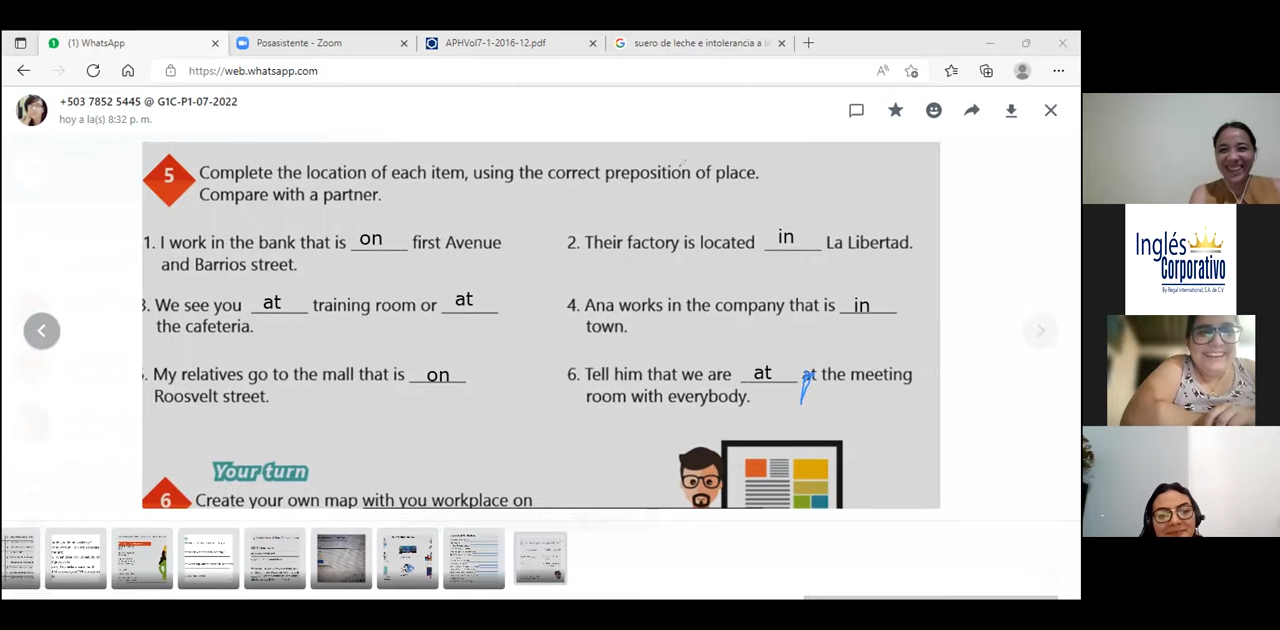 (1) WhatsApp
Posasistente - Zoom
APHVol7-1-2016-12.pdf
suero de leche e intolerancia a la
https://web.whatsapp.com
+503 7852 5445 @ G1C-P1-07-2022
hoy a la(s) 8:32 p. m.
5 Complete the location of each item, using the correct preposition of place.
Compare with a partner.
1. I work in the bank that is on first Avenue
and Barrios street.
2. Their factory is located in La Libertad.
3. We see you at training room or at
the cafeteria.
4. Ana works in the company that is in
town.
. My relatives go to the mall that is on
Roosvelt street.
6. Tell him that we are at at the meeting
room with everybody.
Your turn
6 Create your own map with you workplace on
Inglés
Corporativo
By Regal International, S.A. de C.V.